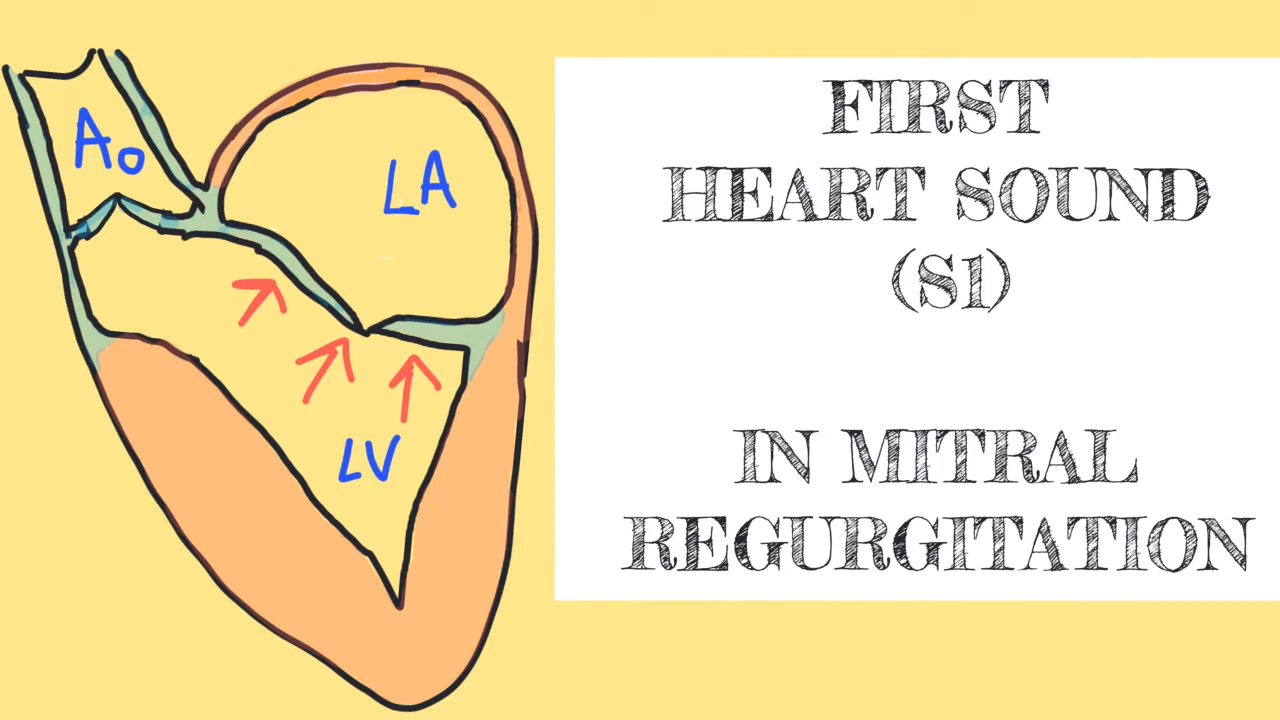 Ao
LA
LV
FIRST
HEART SOUND
(S1)
IN MITRAL
REGURGITATION